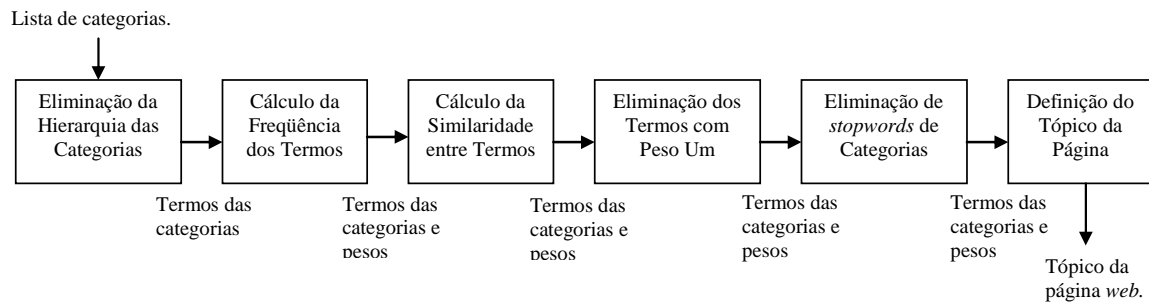 Lista de categorias.
Eliminação da
Hierarquia das
Categorias
Cálculo da
Freqüência
dos Termos
Cálculo da
Similaridade
entre Termos
Eliminação dos
Termos com
Peso Um
Eliminação de
stopwords de
Categorias
Definição do
Tópico da
Página
Termos das
categorias
Termos das
categorias e
pesos
Termos das
categorias e
pesos
Termos das
categorias e
pesos
Termos das
categorias e
pesos
Tópico da
página web.